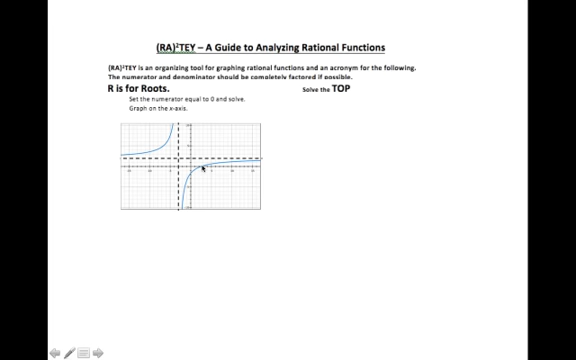 (RA)²TEY – A Guide to Analyzing Rational Functions
(RA)²TEY is an organizing tool for graphing rational functions and an acronym for the following.
The numerator and denominator should be completely factored if possible.
R is for Roots. Solve the TOP
Set the numerator equal to 0 and solve.
Graph on the x-axis.